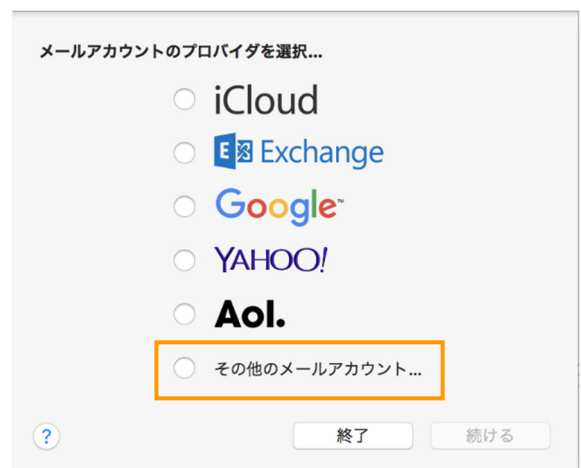 メールアカウントのプロバイダを選択...
iCloud
E Exchange
Google™
YAHOO!
Aol.
その他のメールアカウント...
? 終了 続ける